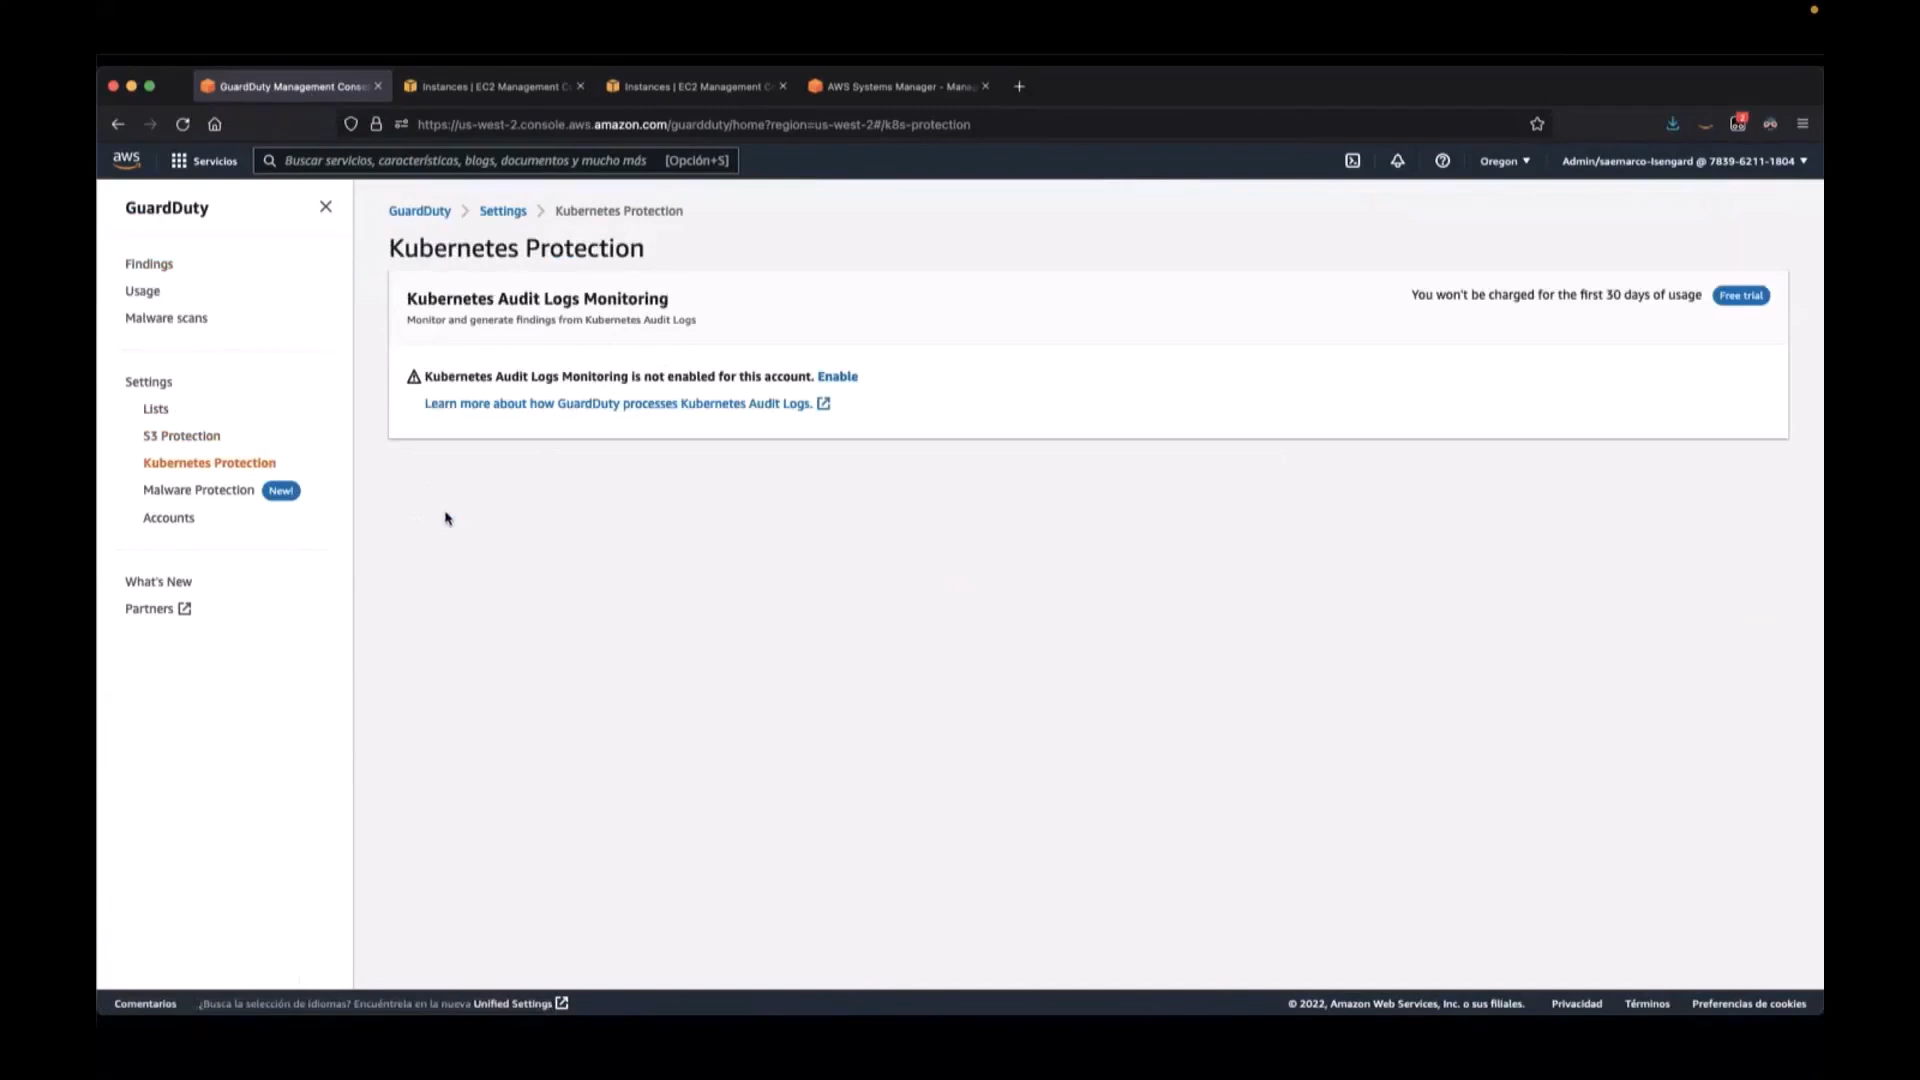 GuardDuty Management Conso
Instances | EC2 Management C
Instances | EC2 Management C
AWS Systems Manager - Mana
https://us-west-2.console.aws.amazon.com/guardduty/home?region=us-west-2#/k8s-protection
aws
Servicios
Buscar servicios, características, blogs, documentos y mucho más
[Opción+S]
Oregon
Admin/saemarco-Isengard @ 7839-6211-1804
GuardDuty
Findings
Usage
Malware scans
Settings
Lists
S3 Protection
Kubernetes Protection
Malware Protection New!
Accounts
What's New
Partners
GuardDuty > Settings > Kubernetes Protection
Kubernetes Protection
Kubernetes Audit Logs Monitoring
Monitor and generate findings from Kubernetes Audit Logs
You won't be charged for the first 30 days of usage
Free trial
Kubernetes Audit Logs Monitoring is not enabled for this account. Enable
Learn more about how GuardDuty processes Kubernetes Audit Logs.
Comentarios
¿Busca la selección de idiomas? Encuéntrela en la nueva Unified Settings
© 2022, Amazon Web Services, Inc. o sus filiales.
Privacidad
Términos
Preferencias de cookies